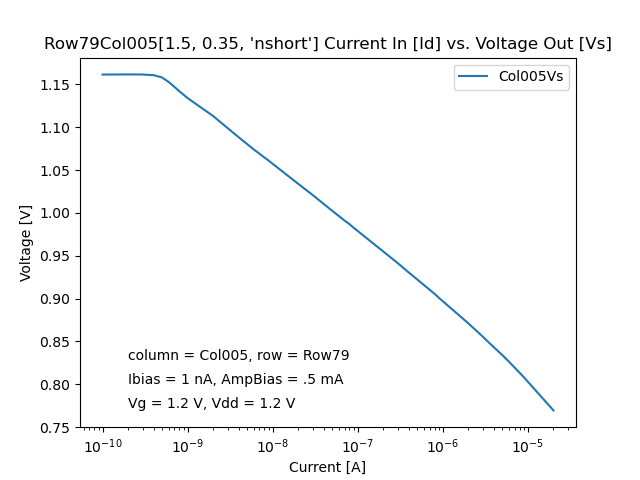 Row79Col005[1.5, 0.35, 'nshort'] Current In [Id] vs. Voltage Out [Vs]
Col005Vs
1.15
1.10
1.05
1.00
0.95
0.90
0.85
0.80
0.75
Voltage [V]
column = Col005, row = Row79
Ibias = 1 nA, AmpBias = .5 mA
Vg = 1.2 V, Vdd = 1.2 V
10⁻¹⁰ 10⁻⁹ 10⁻⁸ 10⁻⁷ 10⁻⁶ 10⁻⁵
Current [A]